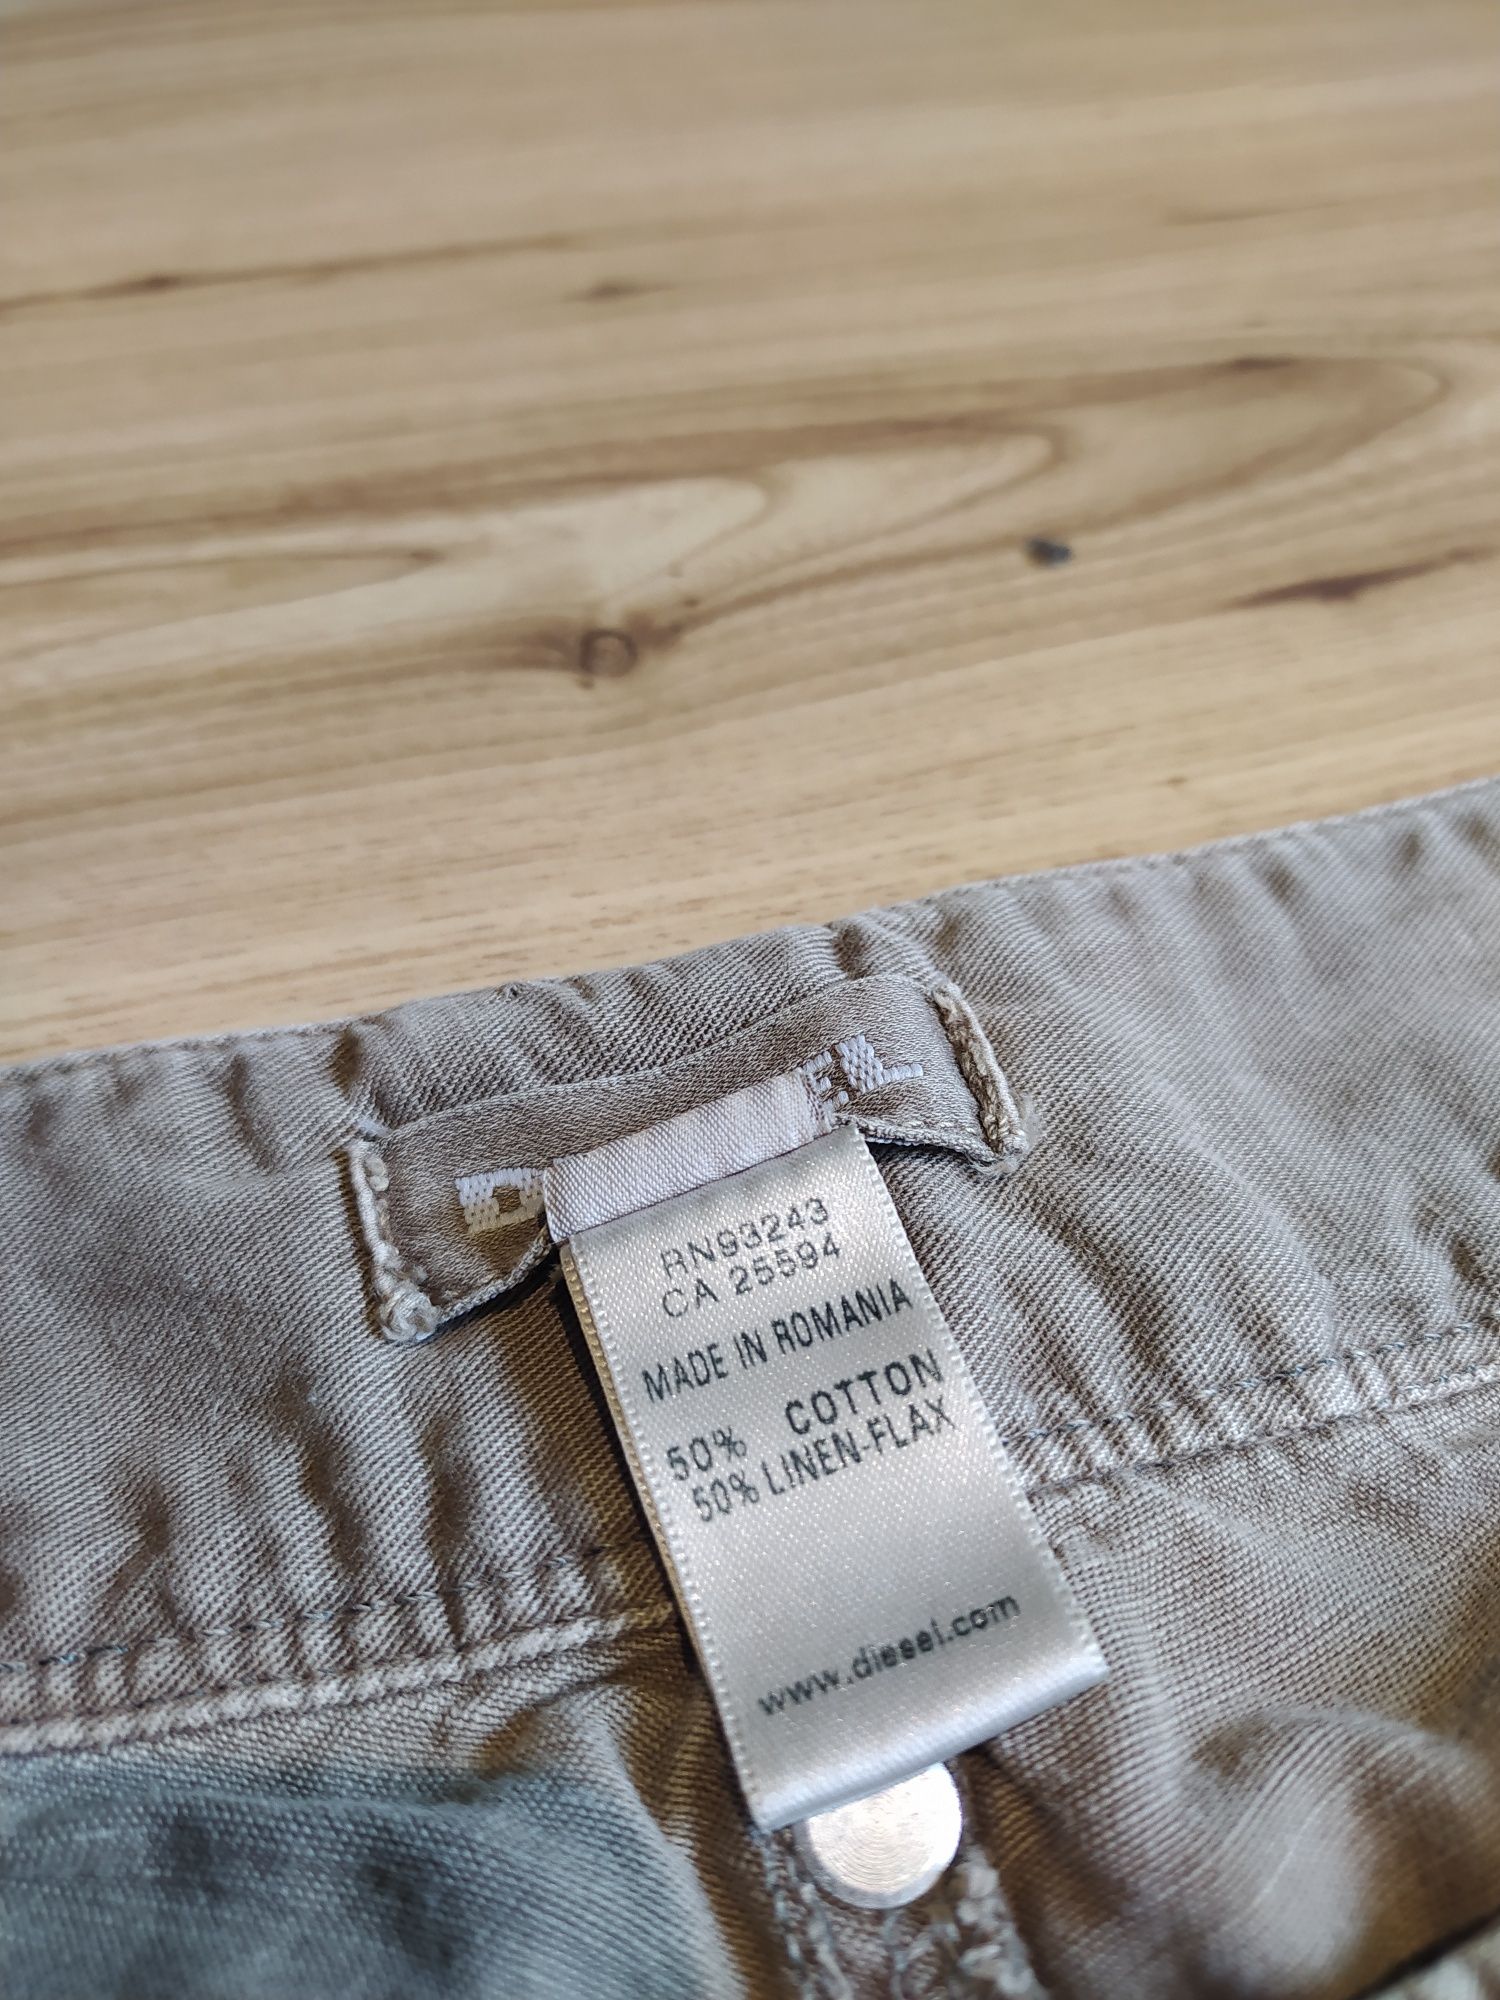 RN93243
CA 25594
MADE IN ROMANIA
50% COTTON
50% LINEN-FLAX
www.diesel.com